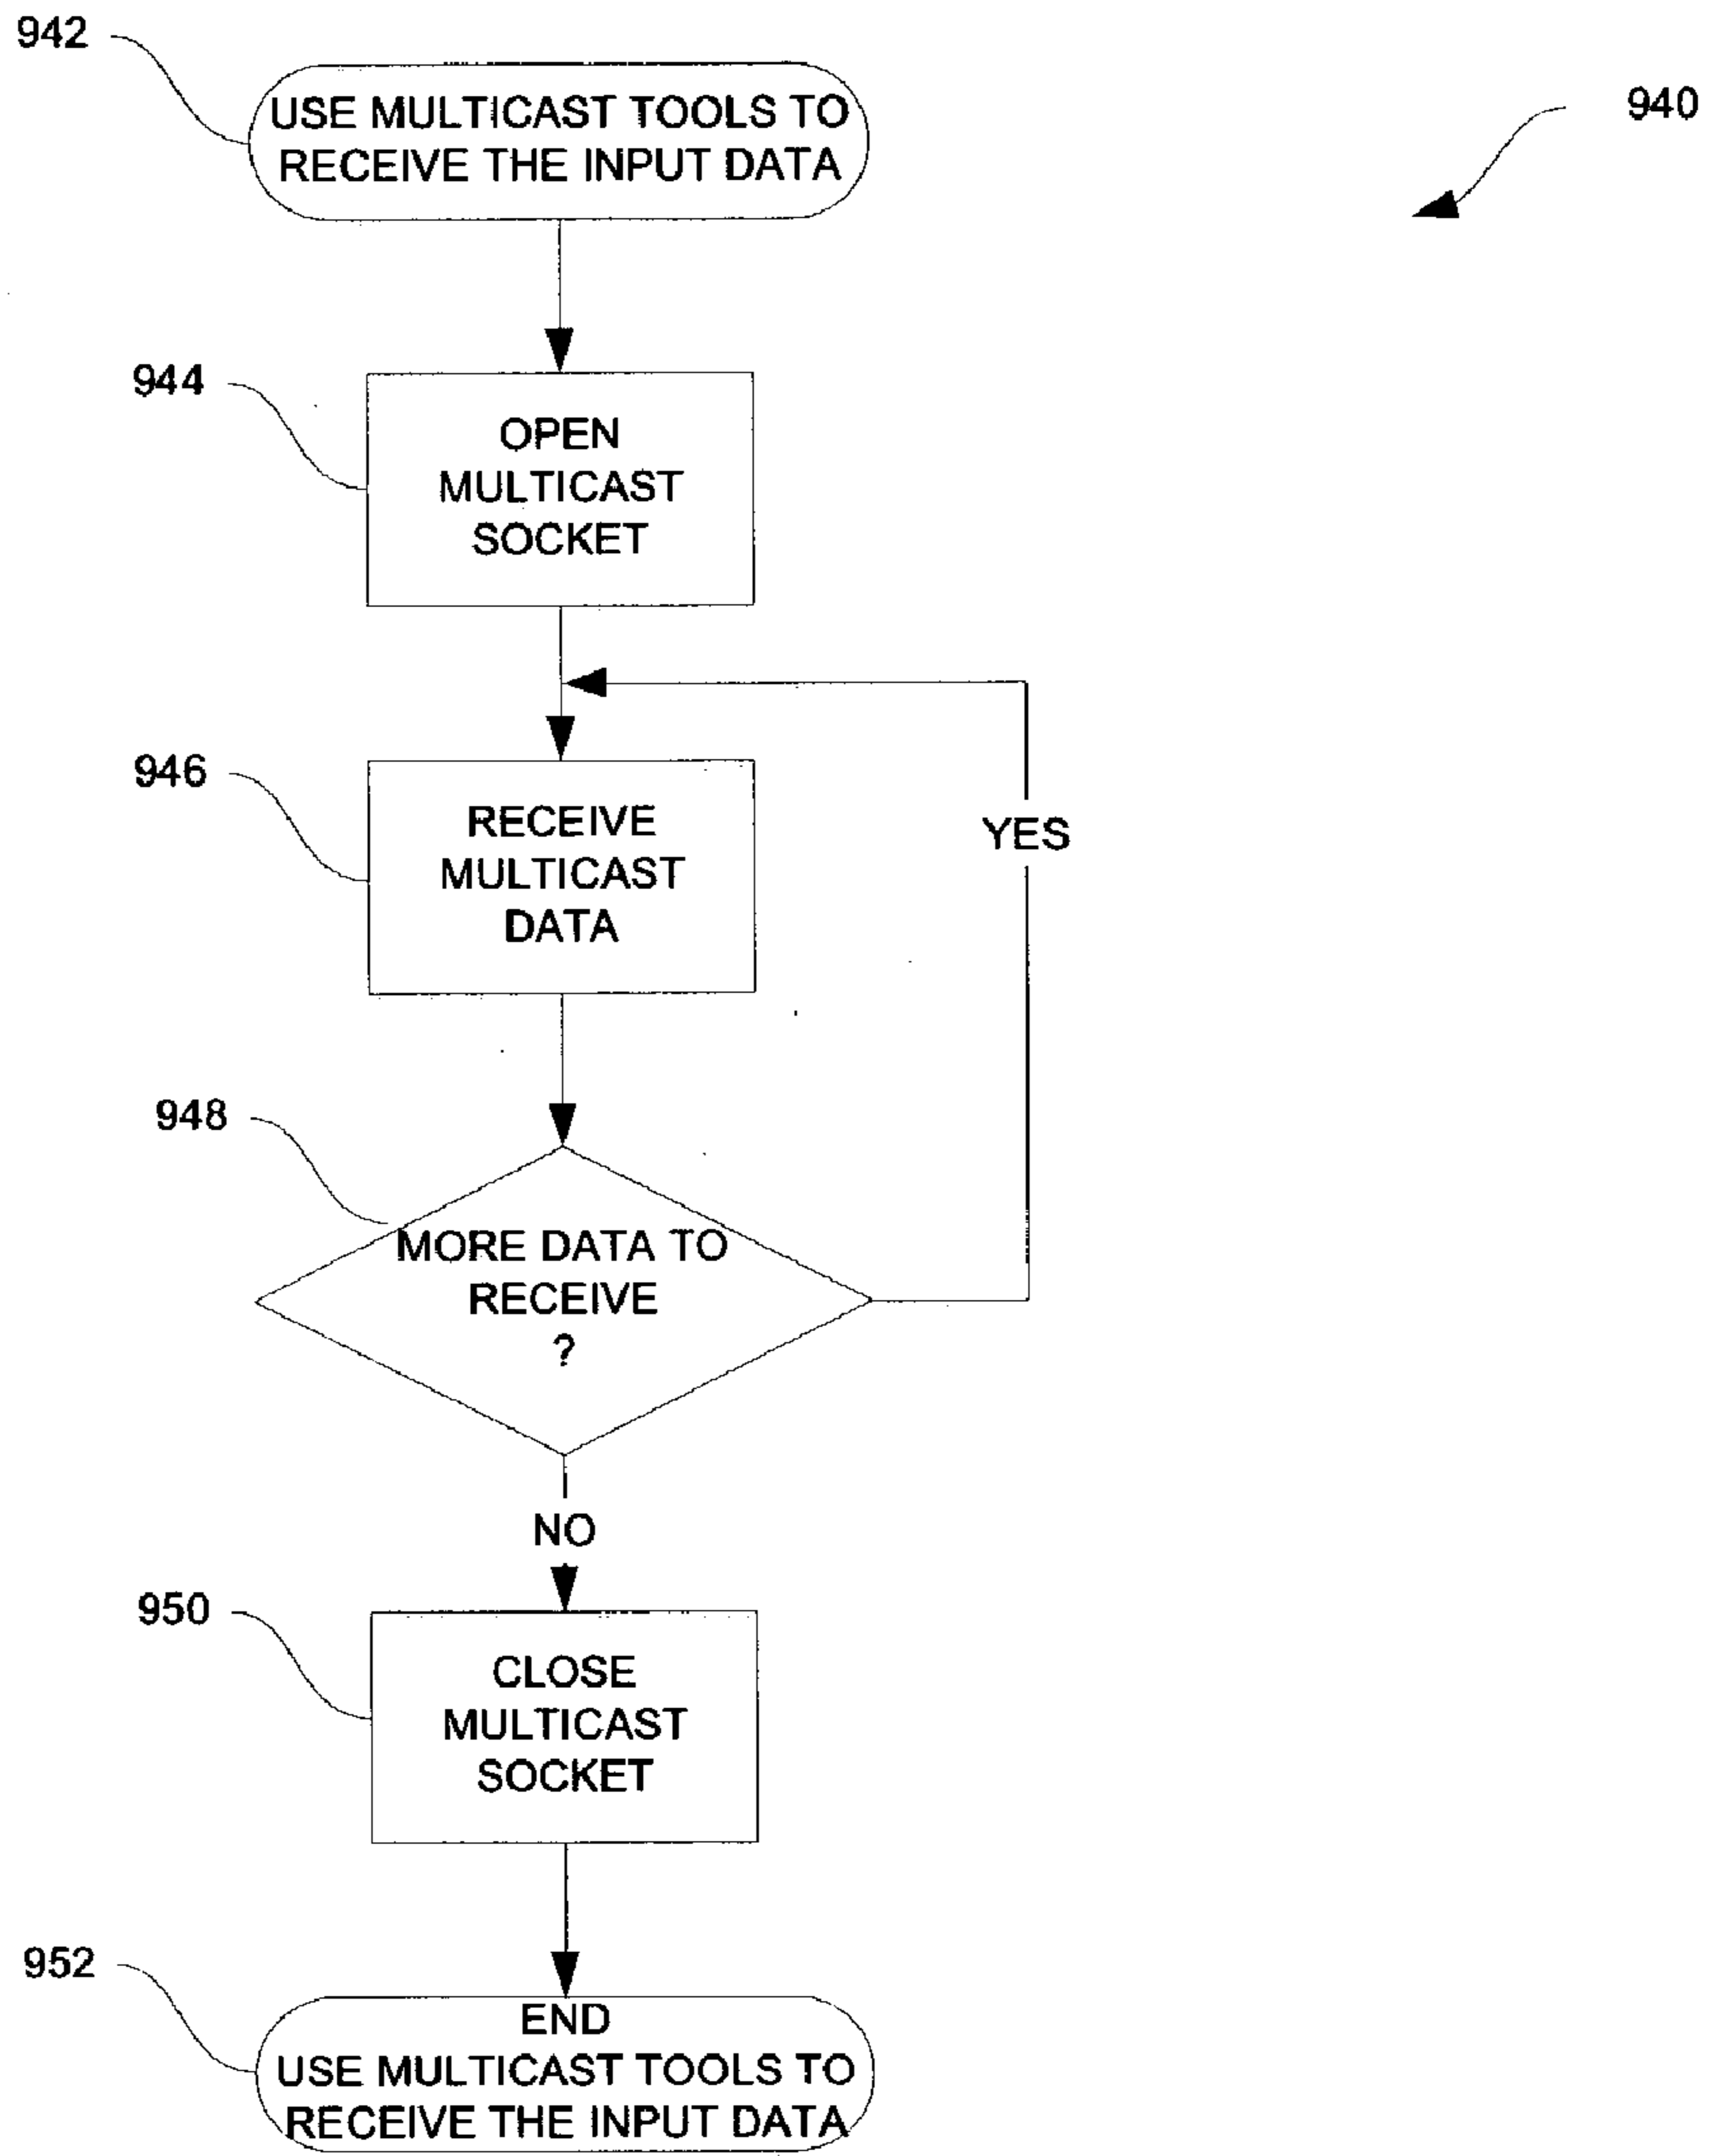 942
USE MULTICAST TOOLS TO
RECEIVE THE INPUT DATA
940
944
OPEN
MULTICAST
SOCKET
946
RECEIVE
MULTICAST
DATA
YES
948
MORE DATA TO
RECEIVE
?
NO
950
CLOSE
MULTICAST
SOCKET
952
END
USE MULTICAST TOOLS TO
RECEIVE THE INPUT DATA